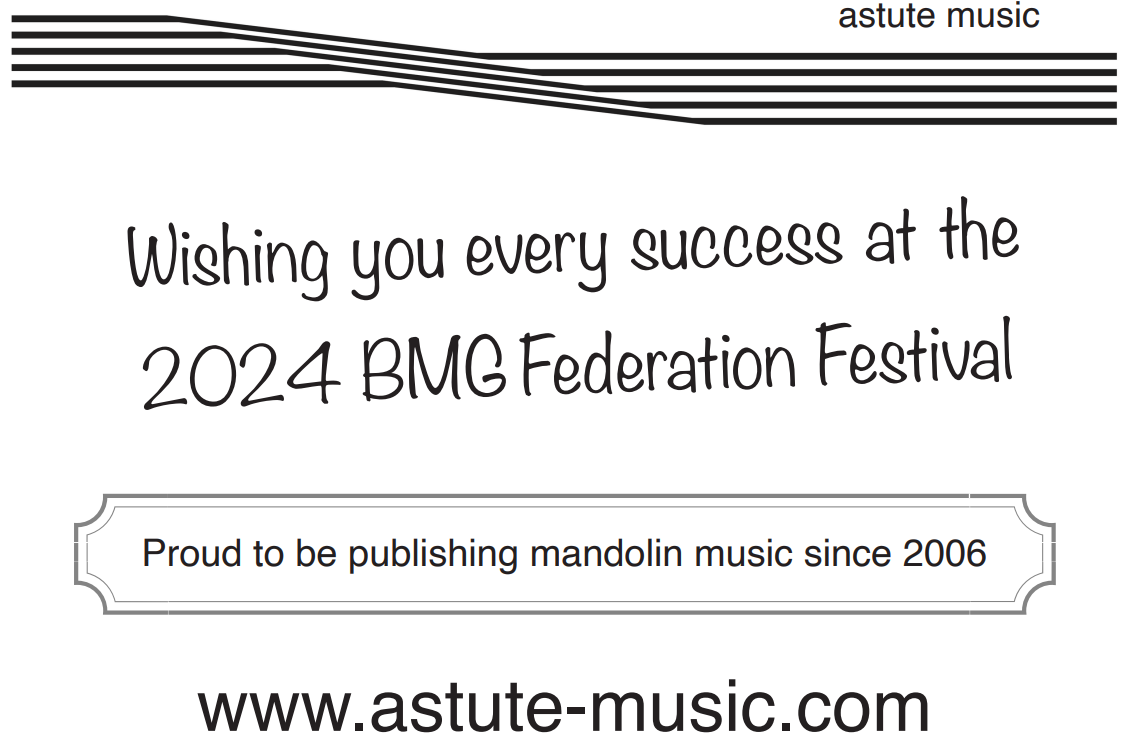 astute music
Wishing you every success at the
2024 BMG Federation Festival
Proud to be publishing mandolin music since 2006
www.astute-music.com